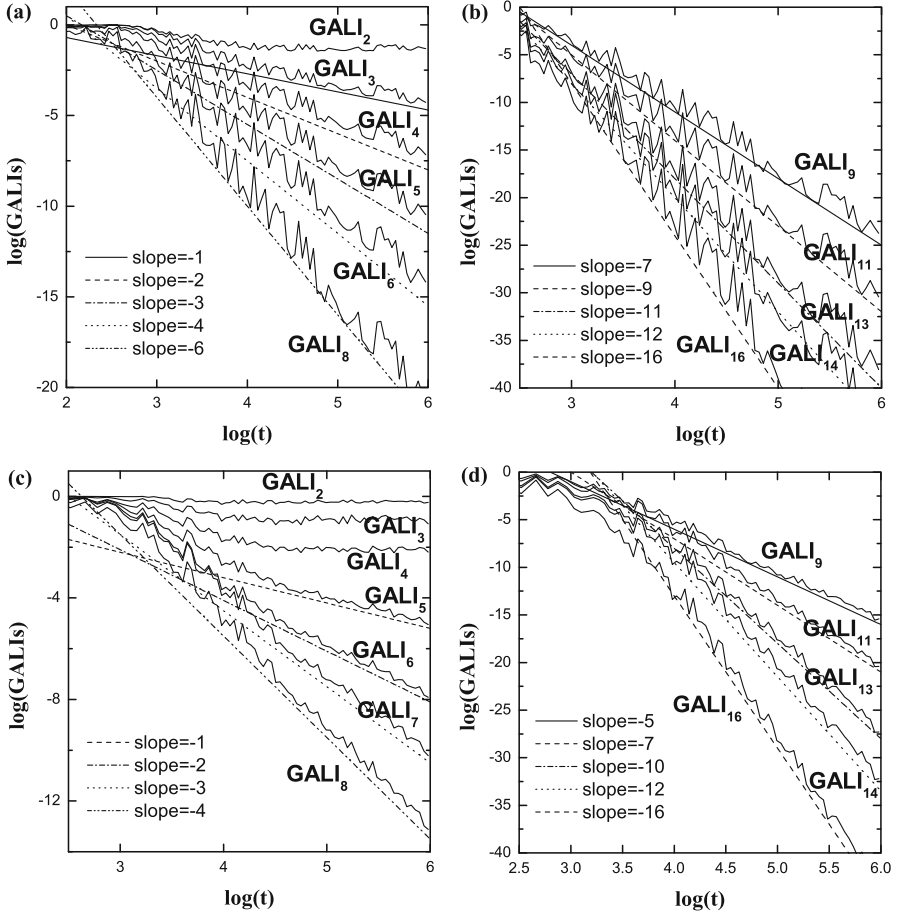 (a)
log(GALIs)
0
-5
-10
-15
-20
2 3 4 5 6
log(t)
GALI₂
GALI₃
GALI₄
GALI₅
GALI₆
GALI₈
slope=-1
slope=-2
slope=-3
slope=-4
slope=-6
(b)
log(GALIs)
0
-5
-10
-15
-20
-25
-30
-35
-40
3 4 5 6
log(t)
GALI₉
GALI₁₁
GALI₁₃
GALI₁₄
GALI₁₆
slope=-7
slope=-9
slope=-11
slope=-12
slope=-16
(c)
log(GALIs)
0
-4
-8
-12
3 4 5 6
log(t)
GALI₂
GALI₃
GALI₄
GALI₅
GALI₆
GALI₇
GALI₈
slope=-1
slope=-2
slope=-3
slope=-4
(d)
log(GALIs)
0
-5
-10
-15
-20
-25
-30
-35
-40
2.5 3.0 3.5 4.0 4.5 5.0 5.5 6.0
log(t)
GALI₉
GALI₁₁
GALI₁₃
GALI₁₆
GALI₁₄
slope=-5
slope=-7
slope=-10
slope=-12
slope=-16